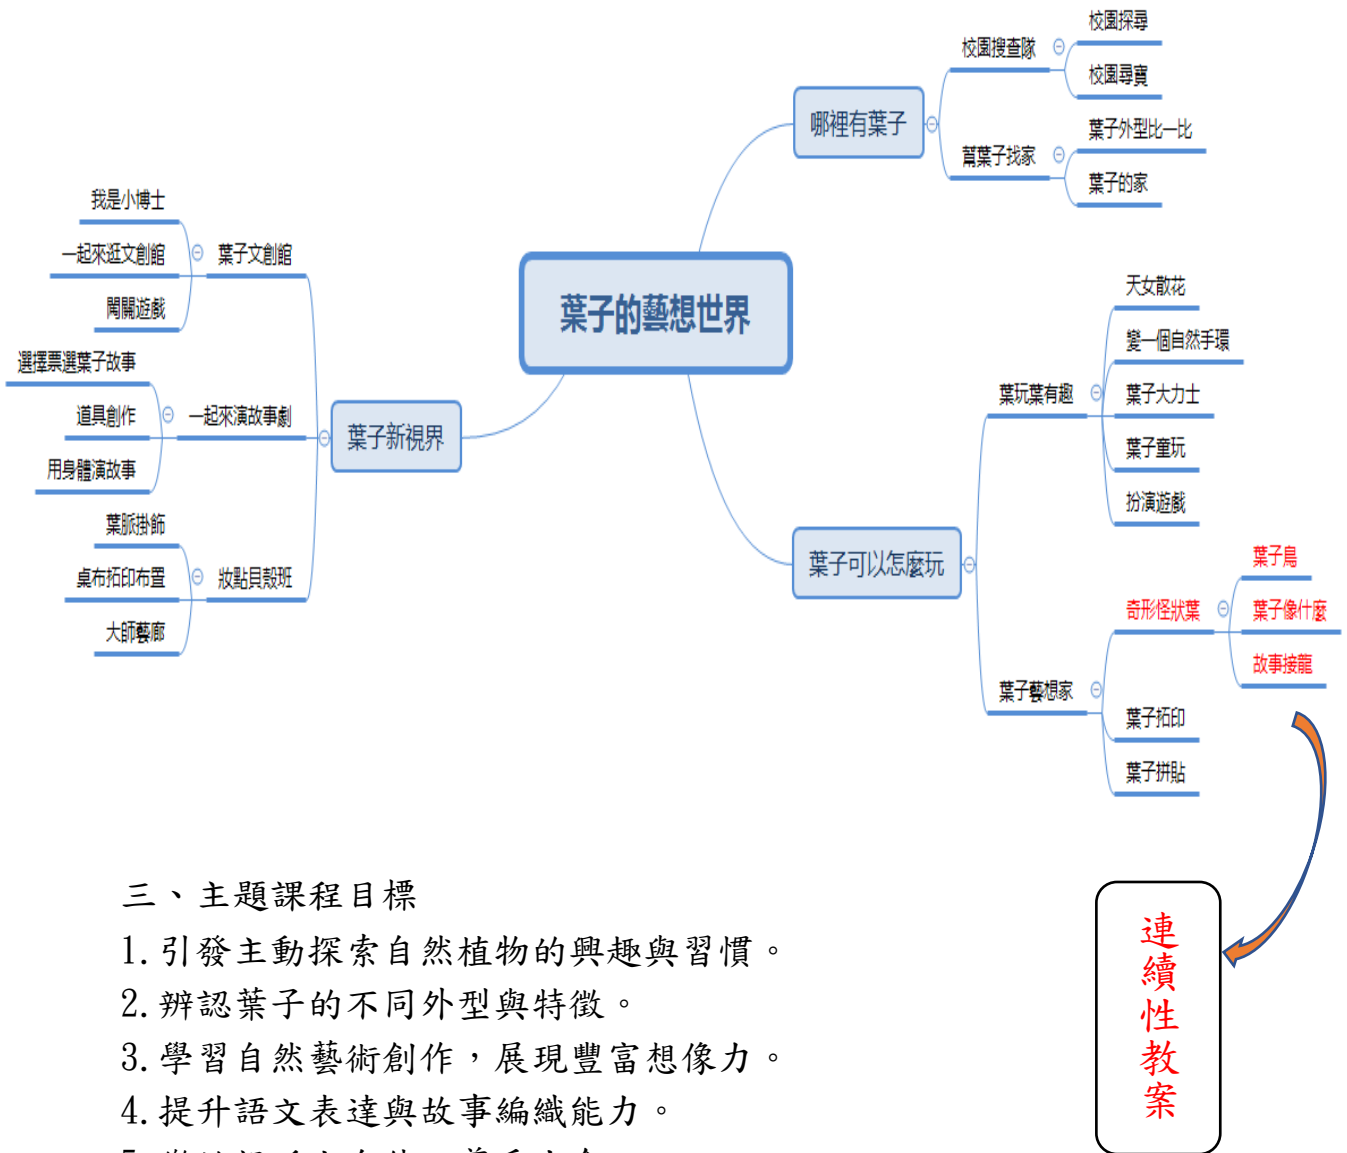 葉子的藝想世界
哪裡有葉子
校園搜查隊
校園探尋
校園尋寶
幫葉子找家
葉子外型比一比
葉子的家
葉子可以怎麼玩
葉玩葉有趣
天女散花
變一個自然手環
葉子大力士
葉子童玩
扮演遊戲
葉子藝想家
奇形怪狀葉
葉子鳥
葉子像什麼
故事接龍
葉子拓印
葉子拼貼
葉子新視界
葉子文創館
我是小博士
一起來逛文創館
闖關遊戲
一起來演故事劇
選擇票選葉子故事
道具創作
用身體演故事
妝點貝殼班
葉脈掛飾
桌布拓印布置
大師藝廊
連續性教案
三、主題課程目標
1.引發主動探索自然植物的興趣與習慣。
2.辨認葉子的不同外型與特徵。
3.學習自然藝術創作，展現豐富想像力。
4.提升語文表達與故事編織能力。